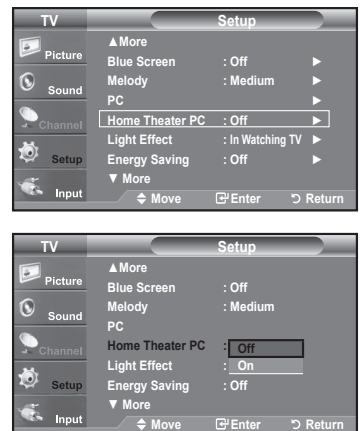 TV Setup
▲More
Picture
Blue Screen : Off ►
Melody : Medium ►
Sound
PC ►
Home Theater PC : Off ►
Channel
Light Effect : In Watching TV ►
Setup
Energy Saving : Off ►
▼ More
Input
Move Enter Return
TV Setup
▲More
Picture
Blue Screen : Off
Melody : Medium
Sound
PC
Home Theater PC : Off
Channel
Light Effect : On
Setup
Energy Saving : Off
▼ More
Input
Move Enter Return